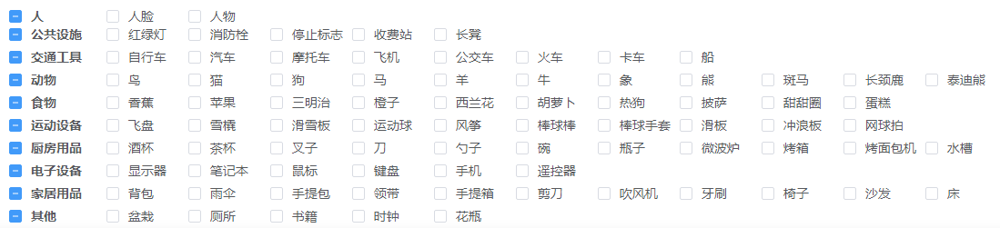 人 人脸 人物
公共设施 红绿灯 消防栓 停止标志 收费站 长凳
交通工具 自行车 汽车 摩托车 飞机 公交车 火车 卡车 船
动物 鸟 猫 狗 马 羊 牛 象 熊 斑马 长颈鹿 泰迪熊
食物 香蕉 苹果 三明治 橙子 西兰花 胡萝卜 热狗 披萨 甜甜圈 蛋糕
运动设备 飞盘 雪橇 滑雪板 运动球 风筝 棒球棒 棒球手套 滑板 冲浪板 网球拍
厨房用品 酒杯 茶杯 叉子 刀 勺子 碗 瓶子 微波炉 烤箱 烤面包机 水槽
电子设备 显示器 笔记本 鼠标 键盘 手机 遥控器
家居用品 背包 雨伞 手提包 领带 手提箱 剪刀 吹风机 牙刷 椅子 沙发 床
其他 盆栽 厕所 书籍 时钟 花瓶